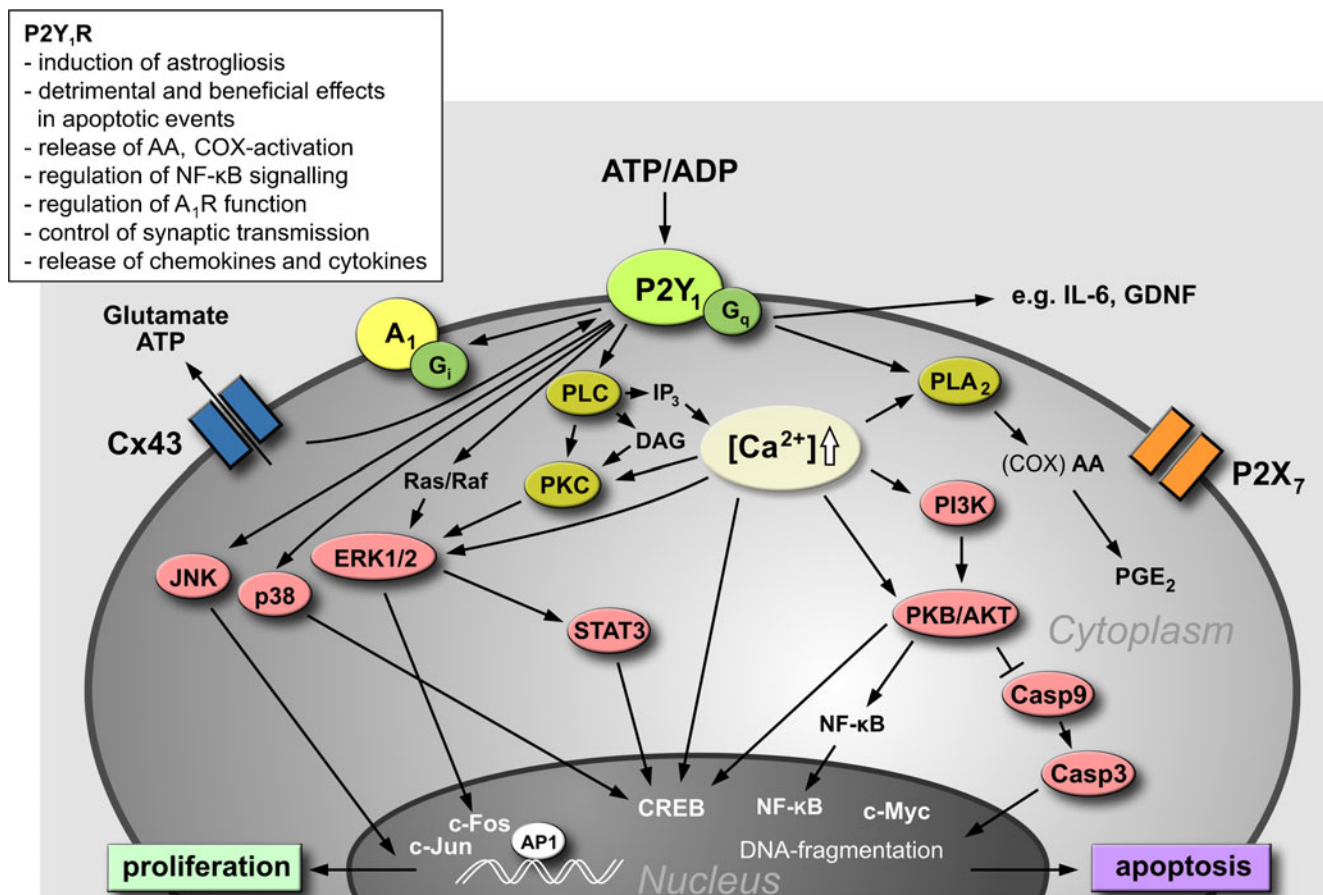 P2Y₁R
- induction of astrogliosis
- detrimental and beneficial effects
in apoptotic events
- release of AA, COX-activation
- regulation of NF-κB signalling
- regulation of A₁R function
- control of synaptic transmission
- release of chemokines and cytokines
ATP/ADP
P2Y₁
Gq
e.g. IL-6, GDNF
Glutamate
ATP
A₁
Gᵢ
Cx43
PLC
IP₃
DAG
PLA₂
[Ca²⁺]
(COX) AA
P2X₇
Ras/Raf
PKC
PI3K
ERK1/2
JNK
p38
PGE₂
STAT3
PKB/AKT
Cytoplasm
Casp9
NF-κB
Casp3
CREB
NF-κB
c-Myc
c-Fos
c-Jun
AP1
DNA-fragmentation
proliferation
Nucleus
apoptosis